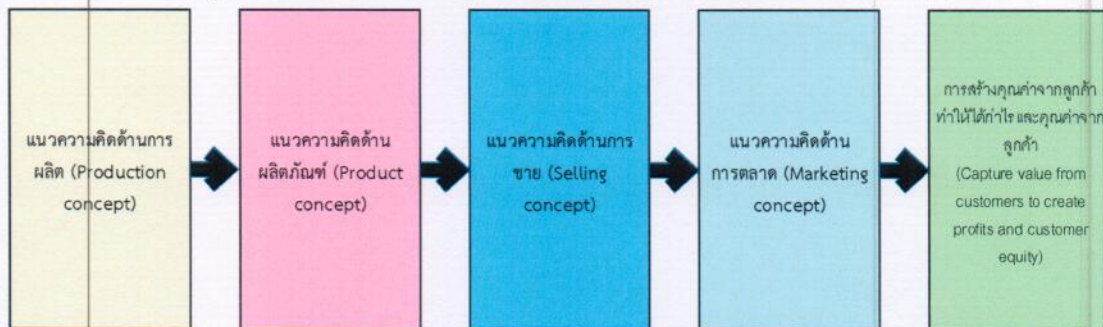 แนวความคิดด้านการ
ผลิต (Production
concept)
แนวความคิดด้าน
ผลิตภัณฑ์ (Product
concept)
แนวความคิดด้านการ
ขาย (Selling
concept)
แนวความคิดด้าน
การตลาด (Marketing
concept)
การสร้างคุณค่าจากลูกค้า
ทำให้ได้กำไร และคุณค่าจาก
ลูกค้า
(Capture value from
customers to create
profits and customer
equity)